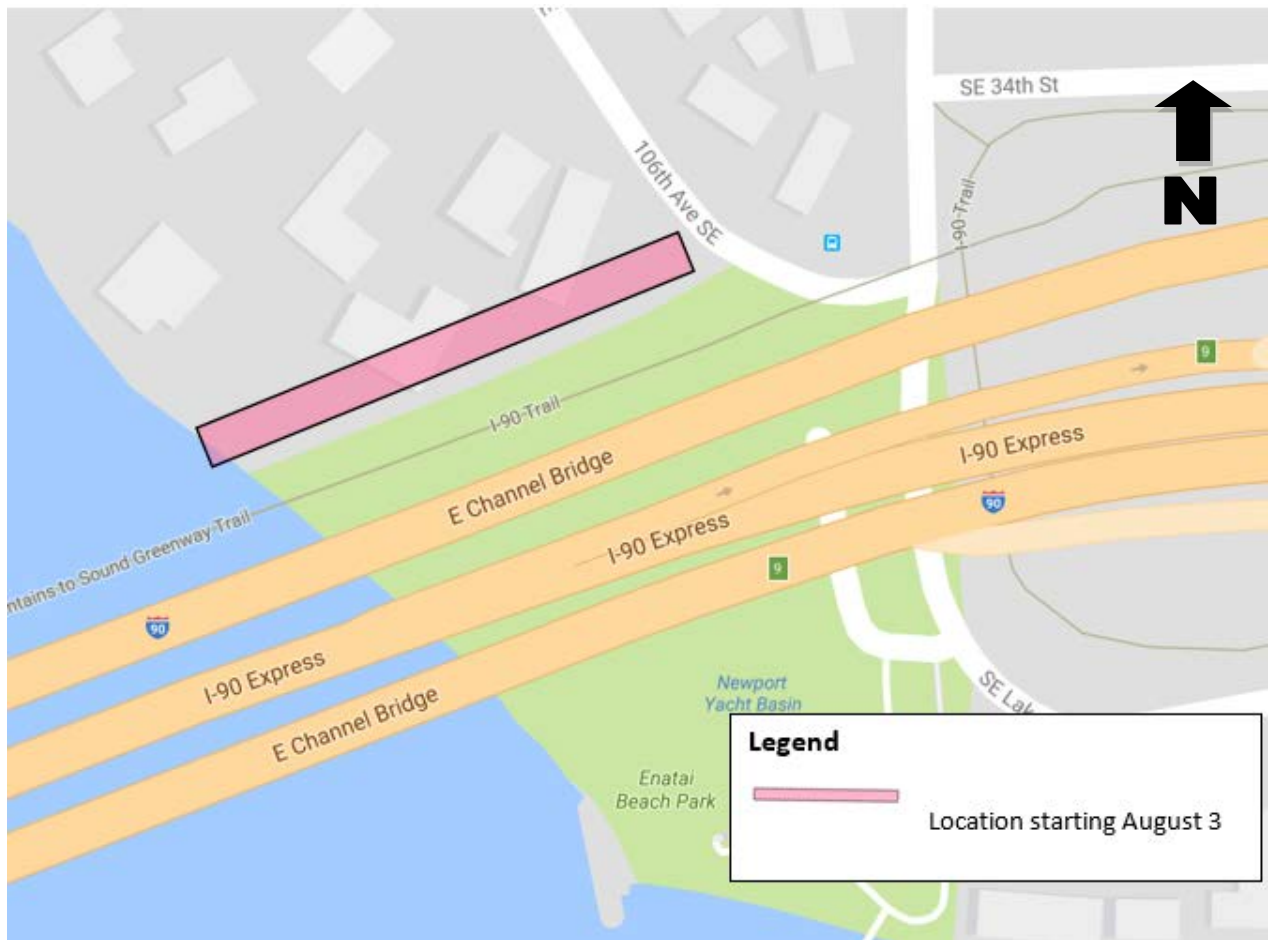 SE 34th St
N
106th Ave SE
I-90 Trail
9
I-90 Trail
E Channel Bridge
I-90 Express
90
I-90 Express
9
ntains to Sound Greenway Trail
90
I-90 Express
E Channel Bridge
Newport
Yacht Basin
SE Lak
Enatai
Beach Park
Legend
Location starting August 3